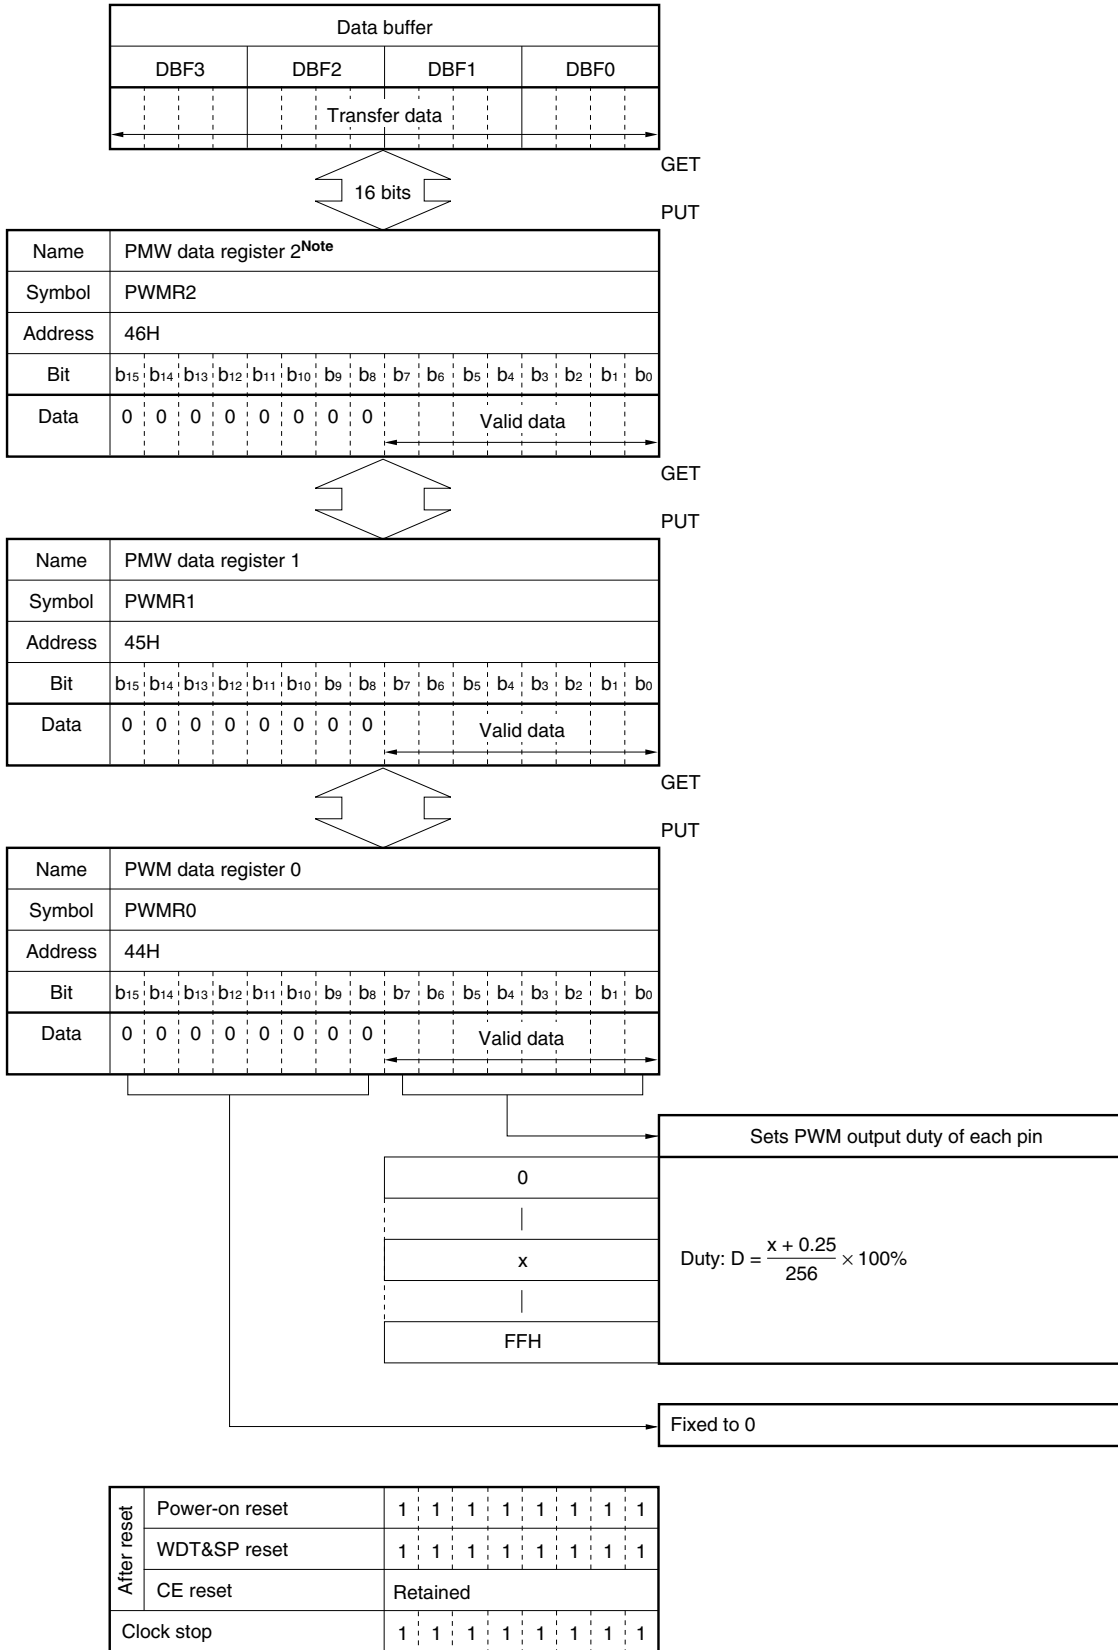 Data buffer
DBF3 DBF2 DBF1 DBF0
Transfer data
GET
16 bits
PUT
Name PMW data register 2Note
Symbol PWMR2
Address 46H
Bit b15 b14 b13 b12 b11 b10 b9 b8 b7 b6 b5 b4 b3 b2 b1 b0
Data 0 0 0 0 0 0 0 0 Valid data
GET
PUT
Name PMW data register 1
Symbol PWMR1
Address 45H
Bit b15 b14 b13 b12 b11 b10 b9 b8 b7 b6 b5 b4 b3 b2 b1 b0
Data 0 0 0 0 0 0 0 0 Valid data
GET
PUT
Name PWM data register 0
Symbol PWMR0
Address 44H
Bit b15 b14 b13 b12 b11 b10 b9 b8 b7 b6 b5 b4 b3 b2 b1 b0
Data 0 0 0 0 0 0 0 0 Valid data
Sets PWM output duty of each pin
0
x
FFH
Duty: D = x + 0.25 / 256 × 100%
Fixed to 0
After reset
Power-on reset 1 1 1 1 1 1 1 1
WDT&SP reset 1 1 1 1 1 1 1 1
CE reset Retained
Clock stop 1 1 1 1 1 1 1 1